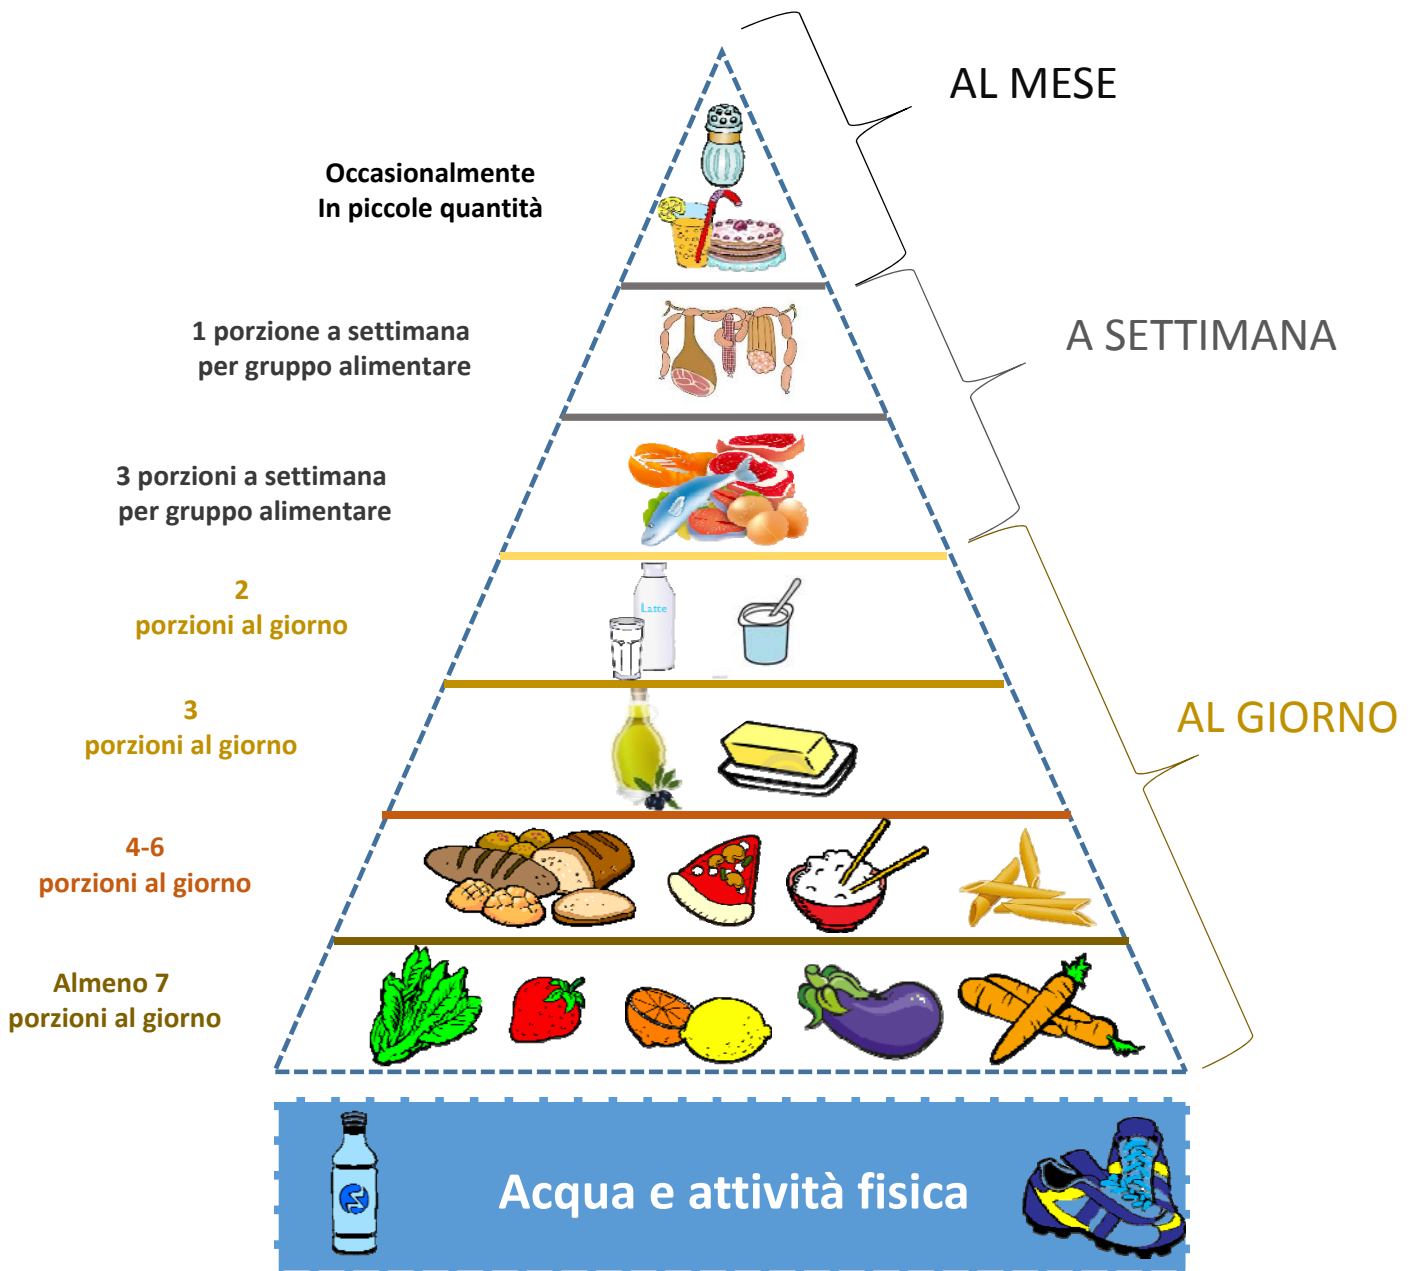 AL MESE
Occasionalmente
In piccole quantità
1 porzione a settimana
per gruppo alimentare
A SETTIMANA
3 porzioni a settimana
per gruppo alimentare
2
porzioni al giorno
Latte
3
porzioni al giorno
AL GIORNO
4-6
porzioni al giorno
Almeno 7
porzioni al giorno
Acqua e attività fisica